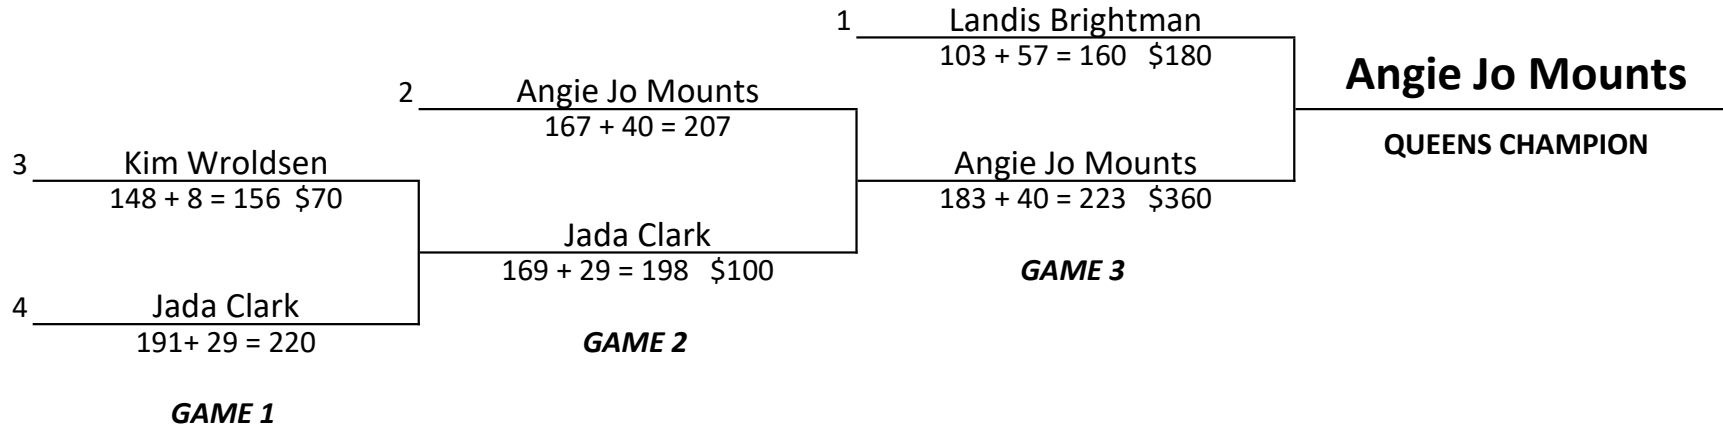 1 Landis Brightman
103 + 57 = 160 $180
Angie Jo Mounts
QUEENS CHAMPION
2 Angie Jo Mounts
167 + 40 = 207
3 Kim Wroldsen
148 + 8 = 156 $70
Angie Jo Mounts
183 + 40 = 223 $360
Jada Clark
169 + 29 = 198 $100
GAME 3
4 Jada Clark
191+ 29 = 220
GAME 2
GAME 1